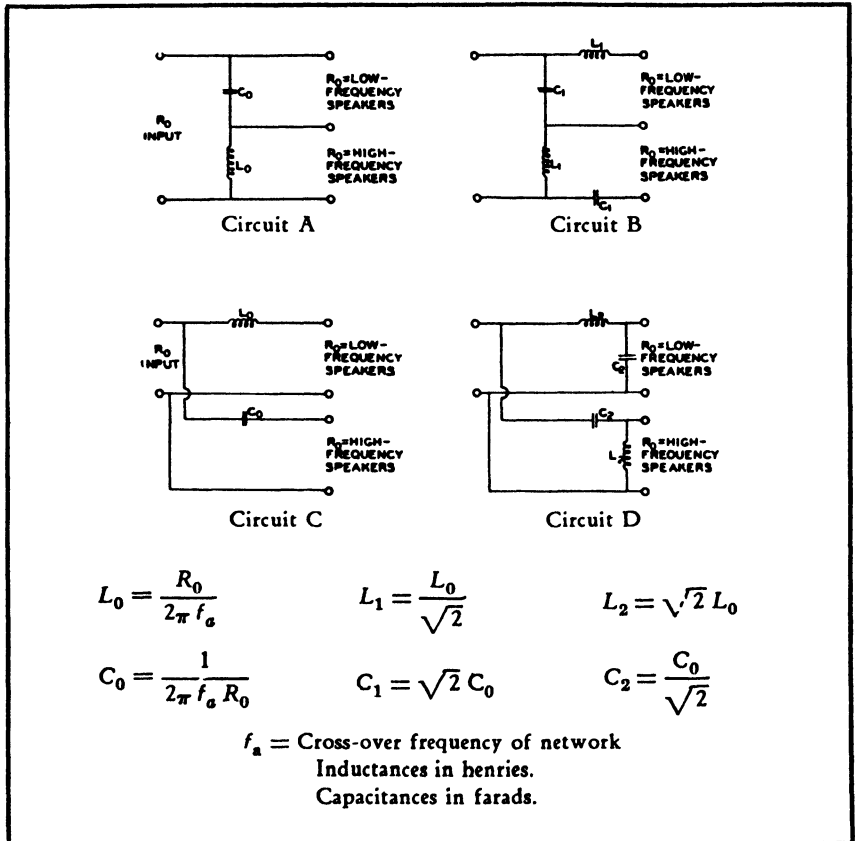 R₀ INPUT
C₀
L₀
R₀=LOW-
FREQUENCY
SPEAKERS
R₀=HIGH-
FREQUENCY
SPEAKERS
Circuit A
L₁
C₁
L₁
C₁
R₀=LOW-
FREQUENCY
SPEAKERS
R₀=HIGH-
FREQUENCY
SPEAKERS
Circuit B
R₀
INPUT
L₀
C₀
R₀=LOW-
FREQUENCY
SPEAKERS
R₀=HIGH-
FREQUENCY
SPEAKERS
Circuit C
L₂
C₂
C₂
L₂
R₀=LOW-
FREQUENCY
SPEAKERS
R₀=HIGH-
FREQUENCY
SPEAKERS
Circuit D
L₀ = R₀ / 2π fₐ
L₁ = L₀ / √2
L₂ = √2 L₀
C₀ = 1 / 2π fₐ R₀
C₁ = √2 C₀
C₂ = C₀ / √2
fₐ = Cross-over frequency of network
Inductances in henries.
Capacitances in farads.